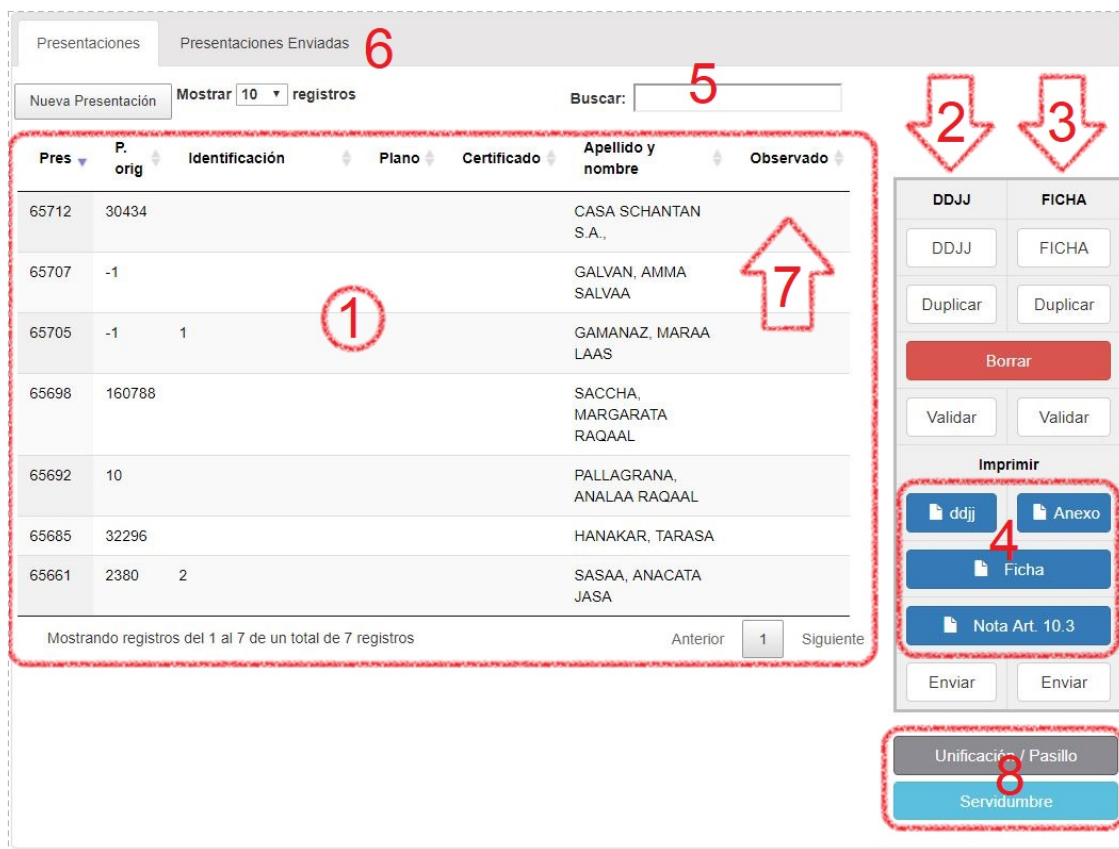 Presentaciones Presentaciones Enviadas 6
Nueva Presentación Mostrar 10 registros Buscar: 5
2 3
Pres P. orig Identificación Plano Certificado Apellido y nombre Observado
65712 30434 CASA SCHANTAN S.A.,
65707 -1 GALVAN, AMMA SALVAA
65705 -1 1 GAMANAZ, MARAA LAAS
65698 160788 SACCHA, MARGARATA RAQAAL
65692 10 PALLAGRANA, ANALAA RAQAAL
65685 32296 HANAKAR, TARASA
65661 2380 2 SASAA, ANACATA JASA
1
7
Mostrando registros del 1 al 7 de un total de 7 registros Anterior 1 Siguiente
DDJJ FICHA
DDJJ FICHA
Duplicar Duplicar
Borrar
Validar Validar
Imprimir
ddjj Anexo
4
Ficha
Nota Art. 10.3
Enviar Enviar
Unificación / Pasillo
8
Servidumbre